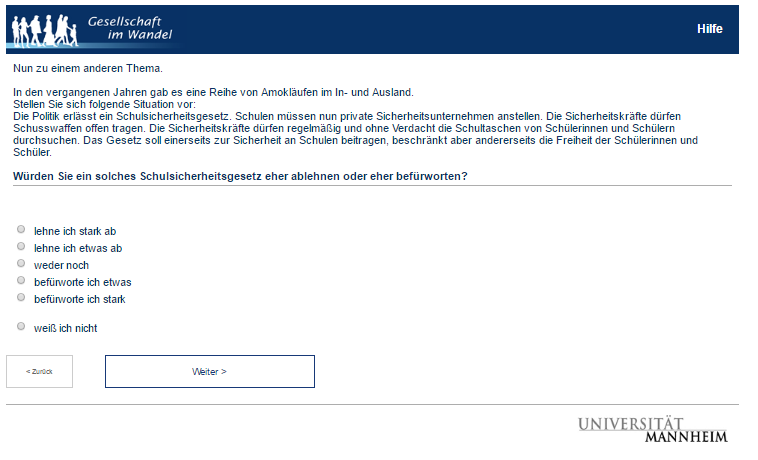 Gesellschaft
im Wandel
Hilfe
Nun zu einem anderen Thema.
In den vergangenen Jahren gab es eine Reihe von Amokläufen im In- und Ausland.
Stellen Sie sich folgende Situation vor:
Die Politik erlässt ein Schulsicherheitsgesetz. Schulen müssen nun private Sicherheitsunternehmen anstellen. Die Sicherheitskräfte dürfen
Schusswaffen offen tragen. Die Sicherheitskräfte dürfen regelmäßig und ohne Verdacht die Schultaschen von Schülerinnen und Schülern
durchsuchen. Das Gesetz soll einerseits zur Sicherheit an Schulen beitragen, beschränkt aber andererseits die Freiheit der Schülerinnen und
Schüler.
Würden Sie ein solches Schulsicherheitsgesetz eher ablehnen oder eher befürworten?
lehne ich stark ab
lehne ich etwas ab
weder noch
befürworte ich etwas
befürworte ich stark
weiß ich nicht
< Zurück
Weiter >
UNIVERSITÄT
MANNHEIM